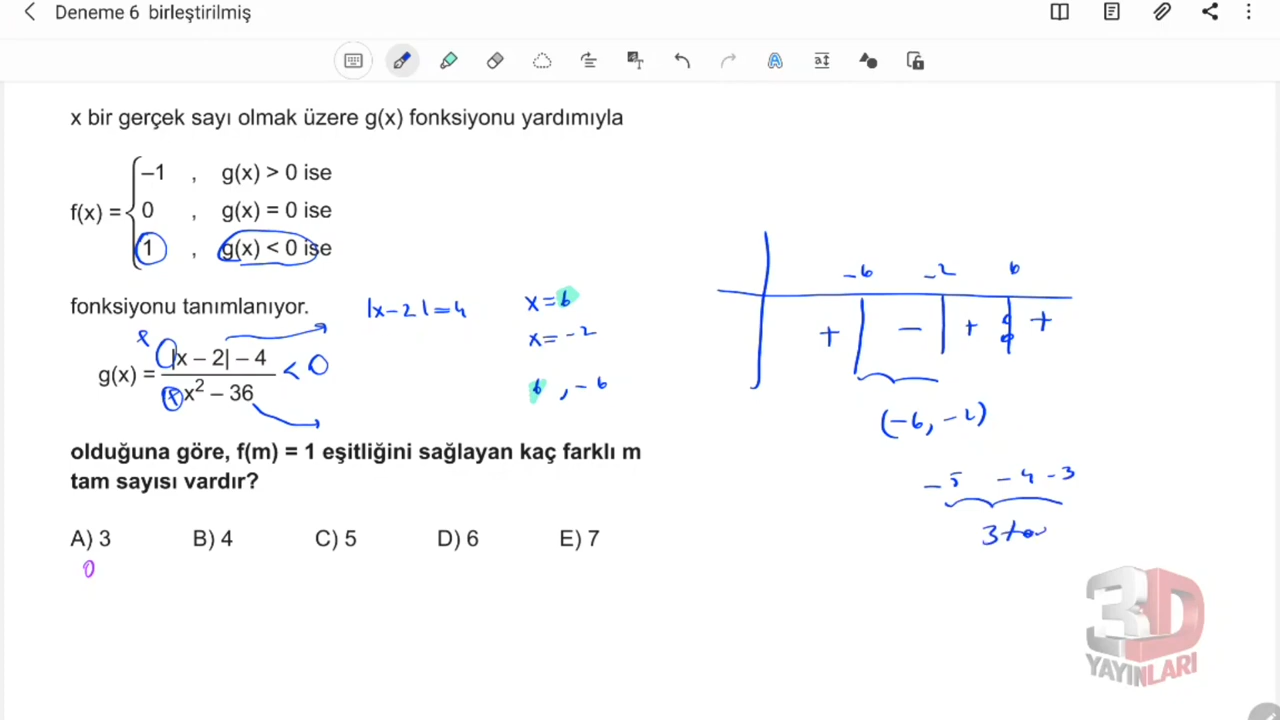 Deneme 6 birleştirilmiş
x bir gerçek sayı olmak üzere g(x) fonksiyonu yardımıyla
–1 , g(x) > 0 ise
f(x) = 0 , g(x) = 0 ise
1 , g(x) < 0 ise
fonksiyonu tanımlanıyor.
|x-2|=4
x=6
x=-2
6, -6
g(x) = |x – 2| – 4 < 0
x² – 36
olduğuna göre, f(m) = 1 eşitliğini sağlayan kaç farklı m
tam sayısı vardır?
A) 3 B) 4 C) 5 D) 6 E) 7
-6 -2 6
+ - + +
(-6, -2)
-5 -4 -3
3D
YAYINLARI